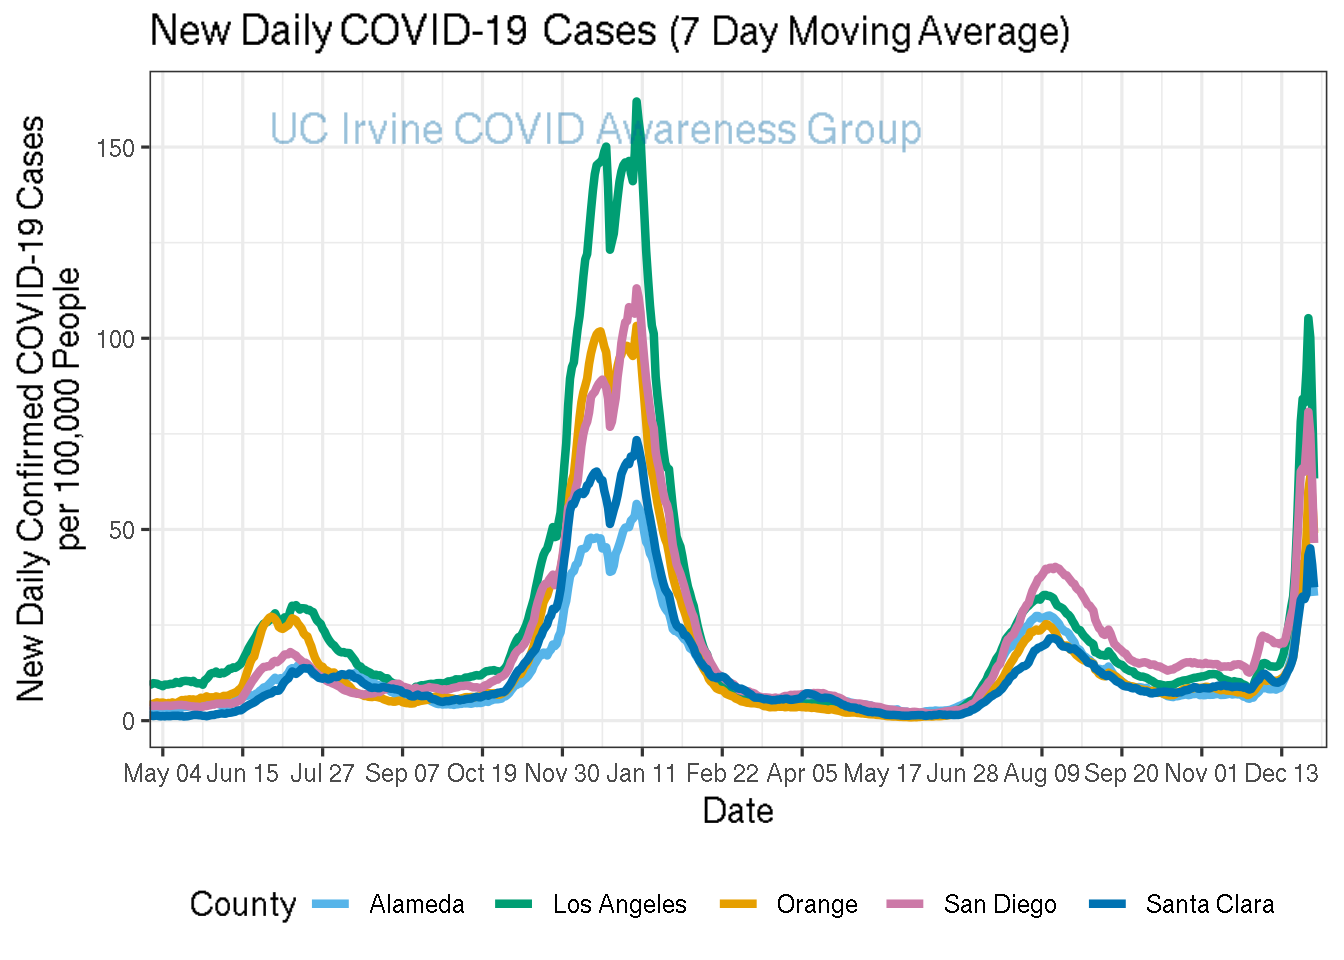 New Daily COVID-19 Cases (7 Day Moving Average)
UC Irvine COVID Awareness Group
New Daily Confirmed COVID-19 Cases
per 100,000 People
150
100
50
0
May 04 Jun 15 Jul 27 Sep 07 Oct 19 Nov 30 Jan 11 Feb 22 Apr 05 May 17 Jun 28 Aug 09 Sep 20 Nov 01 Dec 13
Date
County Alameda Los Angeles Orange San Diego Santa Clara